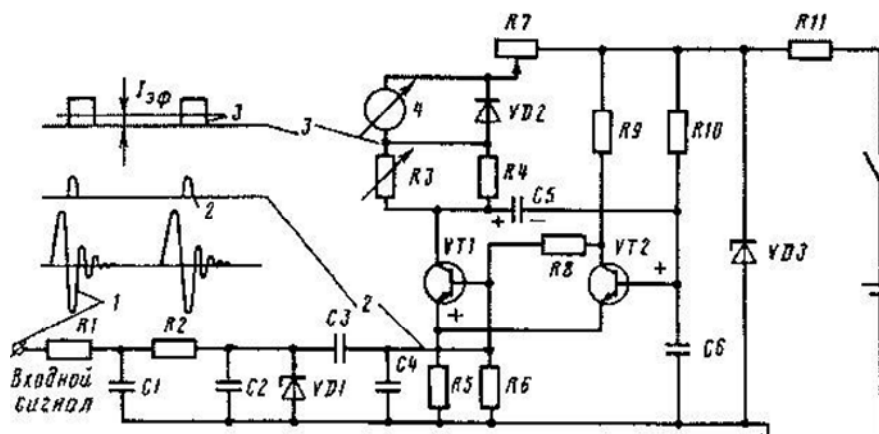 R7
R11
Iэф
3
4
VD2
R9
R10
3
R3
R4
C5
+
−
2
VT1
R8
VT2
+
VD3
1
2
+
R1
R2
C3
C6
Входной
сигнал
C1
C2
VD1
C4
R5
R6